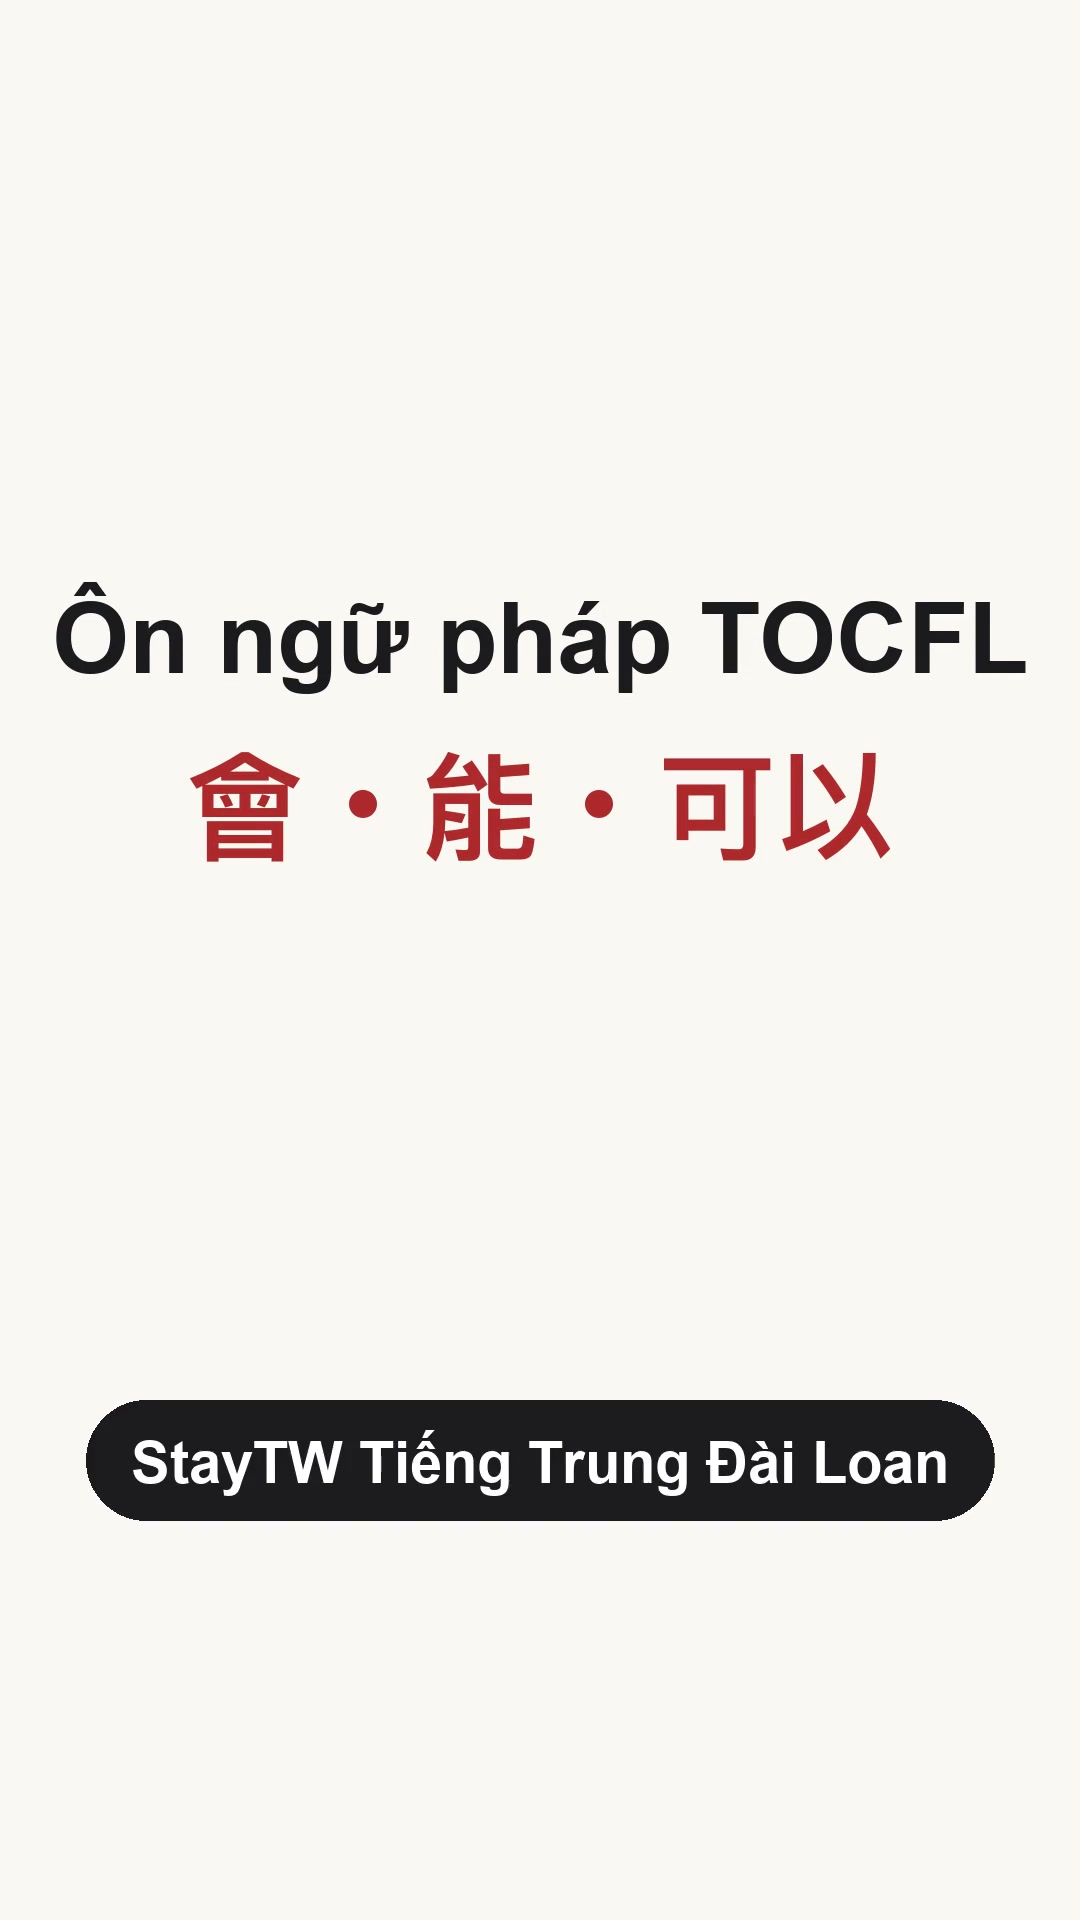 Ôn ngữ pháp TOCFL
會・能・可以
StayTW Tiếng Trung Đài Loan